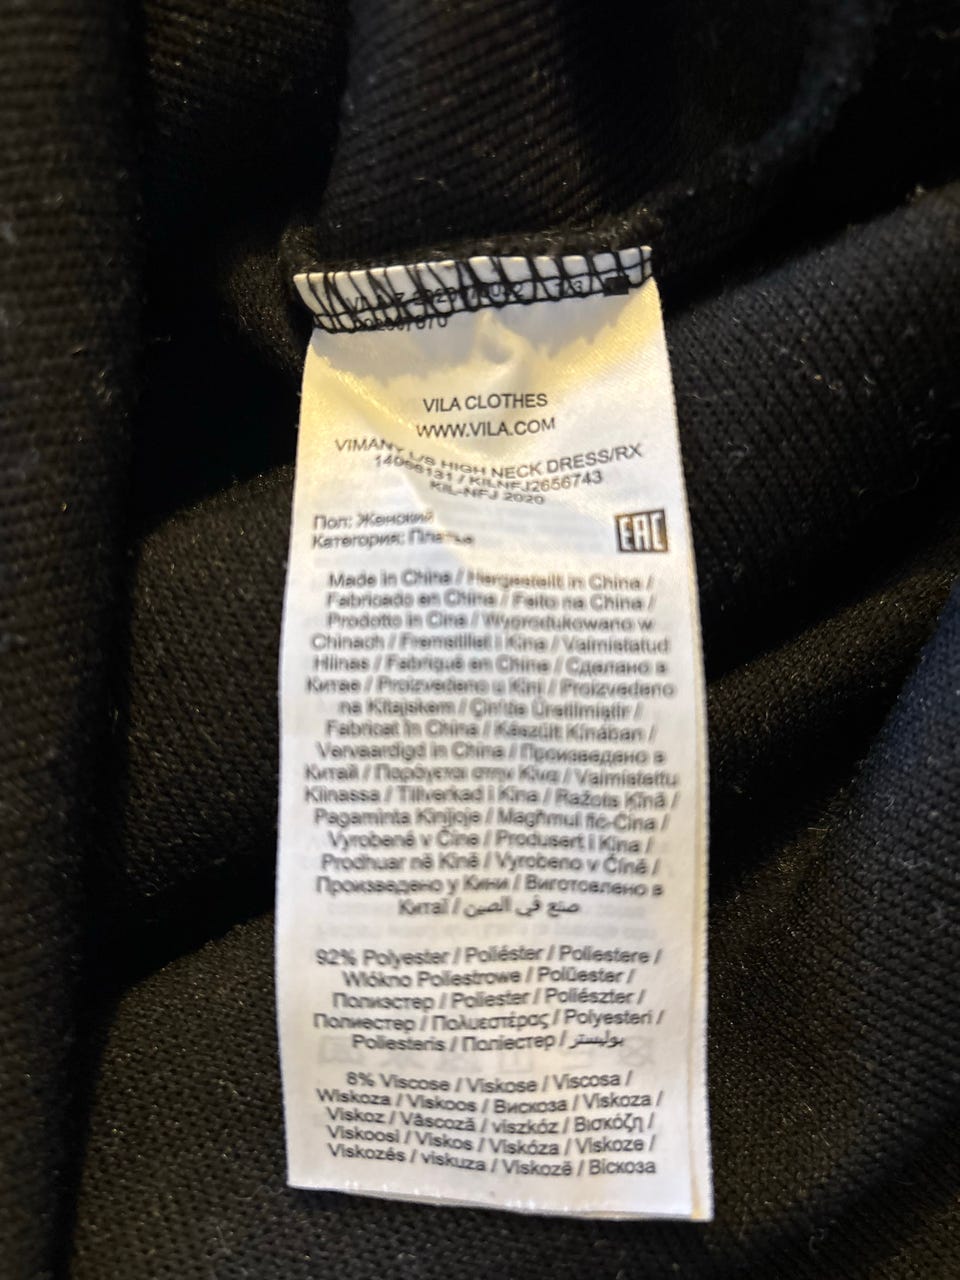 VILA CLOTHES
WWW.VILA.COM
VIMANY L/S HIGH NECK DRESS/RX
14066131 / KILNFJ2656743
KIL-NFJ 2020
Пол: Женский
Категория: Платье
EAC
Made in China / Hergestellt in China /
Fabricado en China / Feito na China /
Prodotto in Cina / Wyprodukowano w
Chinach / Fremstillet i Kina / Valmistatud
Hiinas / Fabriqué en Chine / Сделано в
Китае / Proizvedeno u Kini / Proizvedeno
na Kitajskem / Çin'de Üretilmiştir /
Fabricat în China / Készült Kínában /
Vervaardigd in China / Произведено в
Китай / Παράγεται στην Κίνα / Valmistettu
Kiinassa / Tillverkad i Kina / Ražots Ķīnā /
Pagaminta Kinijoje / Magħmul fiċ-Ċina /
Vyrobené v Číne / Produsert i Kina /
Prodhuar në Kinë / Vyrobeno v Číně /
Произведено у Кини / Виготовлено в
Китаї / صنع في الصين
92% Polyester / Poliéster / Poliestere /
Włókno Poliestrowe / Polüester /
Полиэстер / Poliester / Poliészter /
Полиестер / Πολυεστέρας / Polyesteri /
Poliesteris / Поліестер / بوليستر
8% Viscose / Viskose / Viscosa /
Wiskoza / Viskoos / Вискоза / Viskoza /
Viskoz / Vâscoză / viszkóz / Βισκόζη /
Viskoosi / Viskos / Viskóza / Viskoze /
Viskozės / viskuza / Viskozë / Віскоза